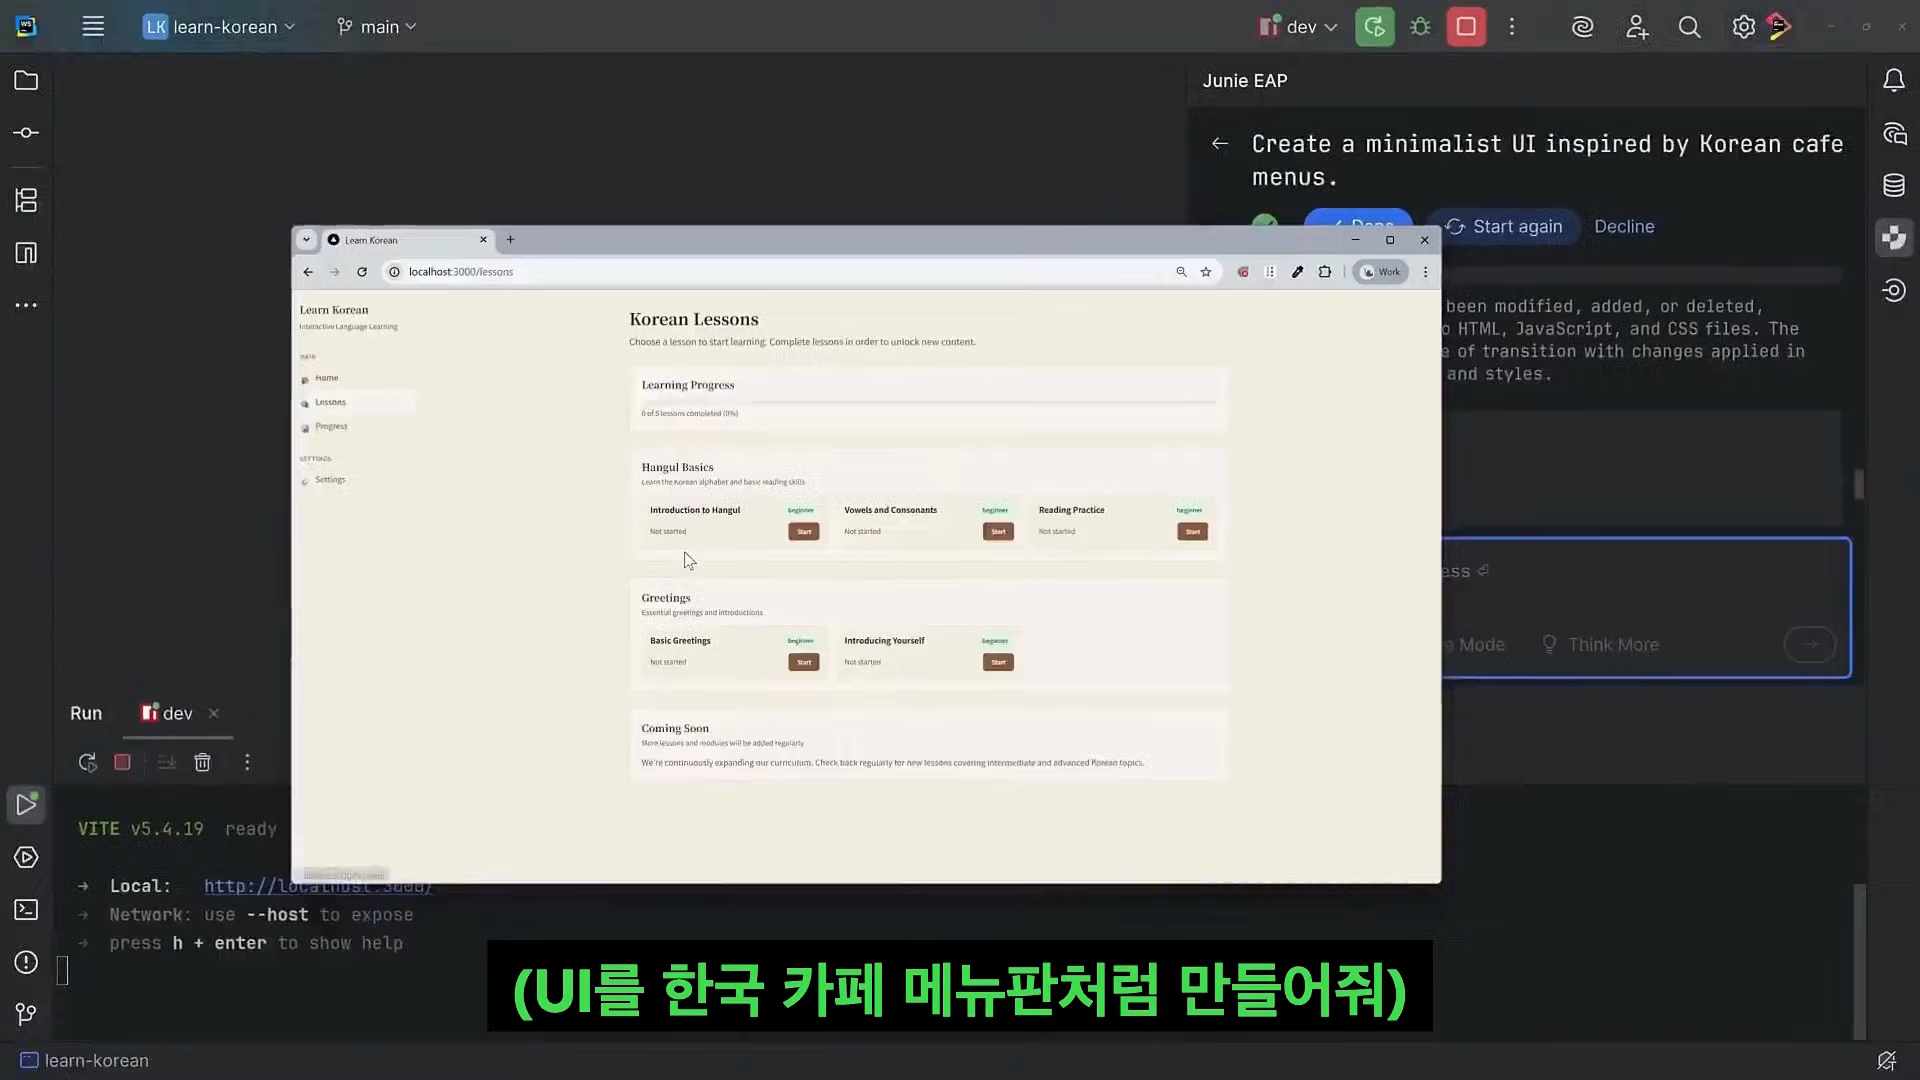 LK learn-korean
main
dev
Junie EAP
Create a minimalist UI inspired by Korean cafe
menus.
Done
Start again
Decline
been modified, added, or deleted,
HTML, JavaScript, and CSS files. The
of transition with changes applied in
and styles.
Mode
Think More
Learn Korean
localhost:3000/lessons
Work
Learn Korean
Interactive Language Learning
MAIN
Home
Lessons
Progress
SETTINGS
Settings
Korean Lessons
Choose a lesson to start learning. Complete lessons in order to unlock new content.
Learning Progress
0 of 5 lessons completed (0%)
Hangul Basics
Learn the Korean alphabet and basic reading skills
Introduction to Hangul beginner
Not started Start
Vowels and Consonants beginner
Not started Start
Reading Practice beginner
Not started Start
Greetings
Essential greetings and introductions
Basic Greetings beginner
Not started Start
Introducing Yourself beginner
Not started Start
Coming Soon
More lessons and modules will be added regularly
We're continuously expanding our curriculum. Check back regularly for new lessons covering intermediate and advanced Korean topics.
Run dev
VITE v5.4.19 ready
→ Local: http://localhost:3000/
→ Network: use --host to expose
→ press h + enter to show help
(UI를 한국 카페 메뉴판처럼 만들어줘)
learn-korean